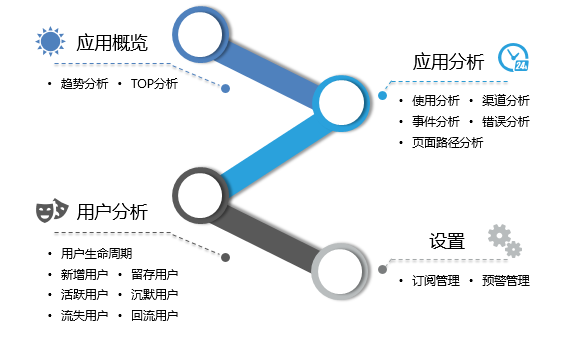 应用概览
• 趋势分析 • TOP分析
应用分析
24
• 使用分析 • 渠道分析
• 事件分析 • 错误分析
• 页面路径分析
用户分析
• 用户生命周期
• 新增用户 • 留存用户
• 活跃用户 • 沉默用户
• 流失用户 • 回流用户
设置
• 订阅管理 • 预警管理